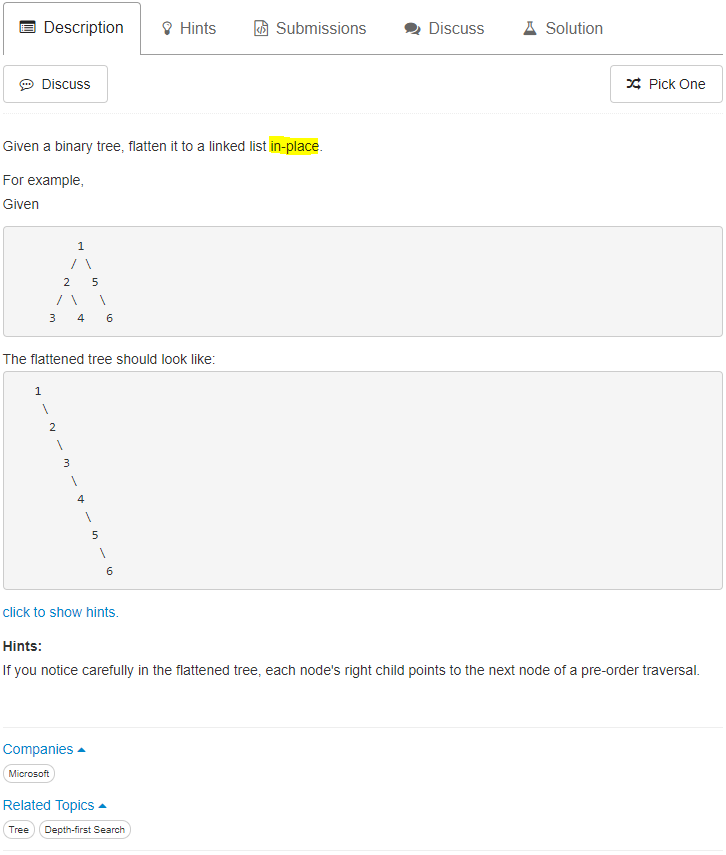 Description Hints Submissions Discuss Solution
Discuss Pick One
Given a binary tree, flatten it to a linked list in-place.
For example,
Given
         1
        / \
       2   5
      / \   \
     3   4   6
The flattened tree should look like:
   1
    \
     2
      \
       3
        \
         4
          \
           5
            \
             6
click to show hints.
Hints:
If you notice carefully in the flattened tree, each node's right child points to the next node of a pre-order traversal.
Companies
Microsoft
Related Topics
Tree Depth-first Search